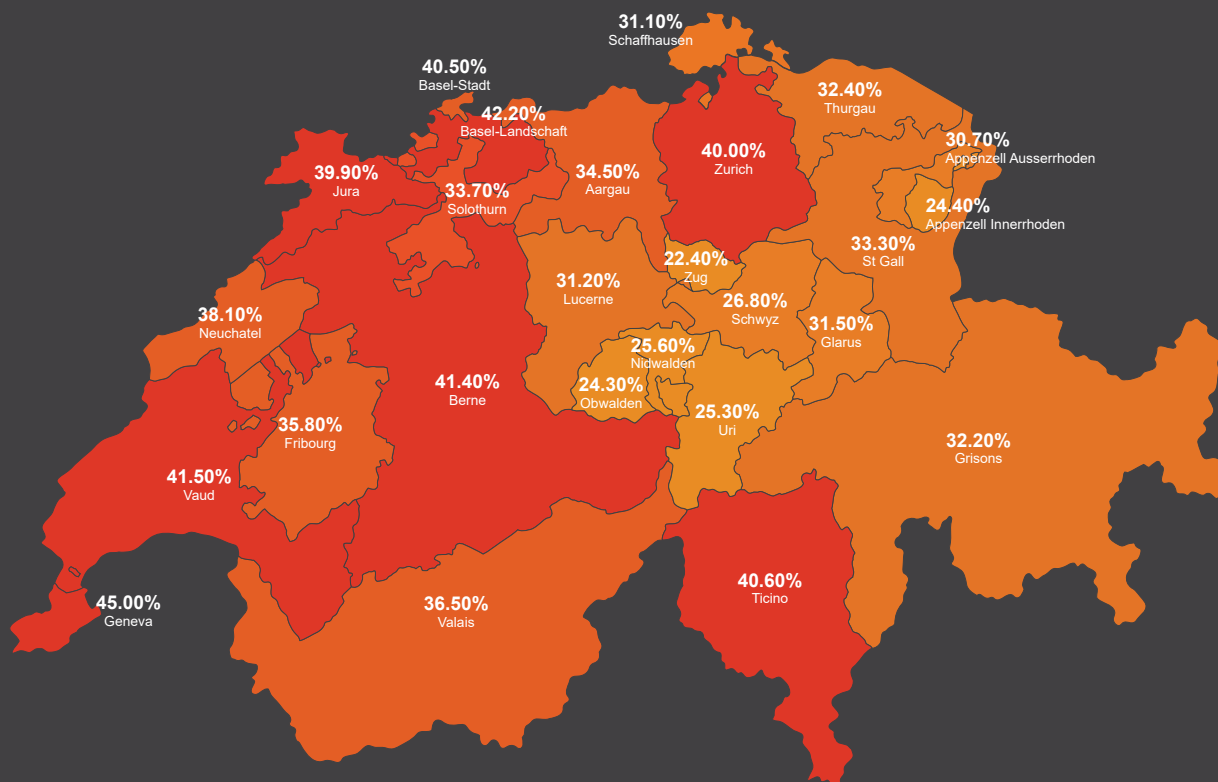 31.10%
Schaffhausen
40.50%
Basel-Stadt
32.40%
Thurgau
42.20%
Basel-Landschaft
30.70%
Appenzell Ausserrhoden
40.00%
Zurich
39.90%
Jura
34.50%
Aargau
33.70%
Solothurn
24.40%
Appenzell Innerrhoden
33.30%
St Gall
22.40%
Zug
31.20%
Lucerne
26.80%
Schwyz
38.10%
Neuchatel
31.50%
Glarus
25.60%
Nidwalden
41.40%
Berne
24.30%
Obwalden
25.30%
Uri
35.80%
Fribourg
32.20%
Grisons
41.50%
Vaud
40.60%
Ticino
45.00%
Geneva
36.50%
Valais